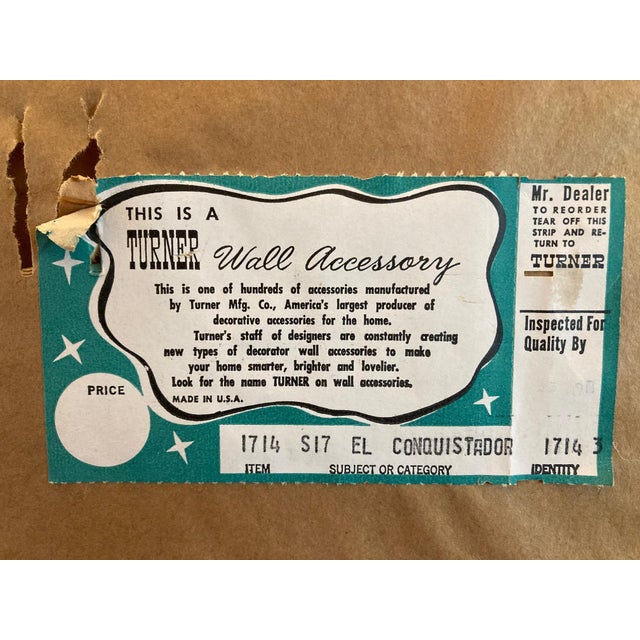 THIS IS A
TURNER Wall Accessory
This is one of hundreds of accessories manufactured
by Turner Mfg. Co., America's largest producer of
decorative accessories for the home.
Turner's staff of designers are constantly creating
new types of decorator wall accessories to make
your home smarter, brighter and lovelier.
Look for the name TURNER on wall accessories.
MADE IN U.S.A.
PRICE
1714 S17 EL CONQUISTADOR
ITEM SUBJECT OR CATEGORY
Mr. Dealer
TO REORDER
TEAR OFF THIS
STRIP AND RE-
TURN TO
TURNER
Inspected For
Quality By
1714 3
IDENTITY